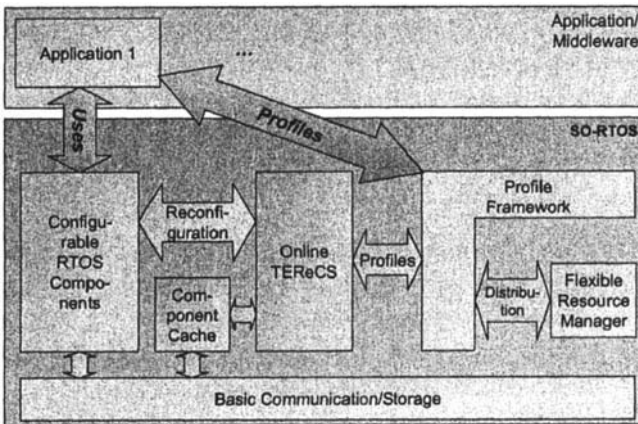 Application/
Middleware
Application 1
...
Uses
Profiles
SO-RTOS
Configu-
rable
RTOS
Compo-
nents
Reconfi-
guration
Com-
ponent
Cache
Online
TEReCS
Profiles
Profile
Framework
Distribu-
tion
Flexible
Resource
Manager
Basic Communication/Storage